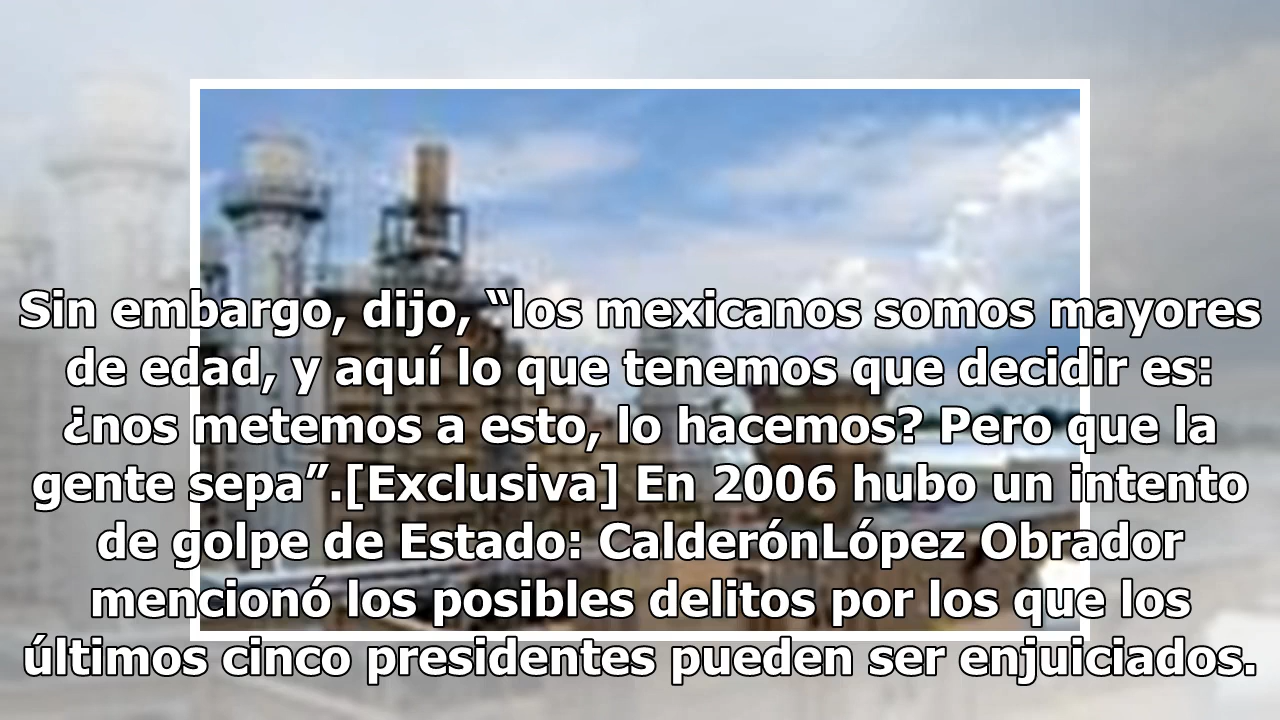 Sin embargo, dijo, “los mexicanos somos mayores
de edad, y aquí lo que tenemos que decidir es:
¿nos metemos a esto, lo hacemos? Pero que la
gente sepa”.[Exclusiva] En 2006 hubo un intento
de golpe de Estado: CalderónLópez Obrador
mencionó los posibles delitos por los que los
últimos cinco presidentes pueden ser enjuiciados.